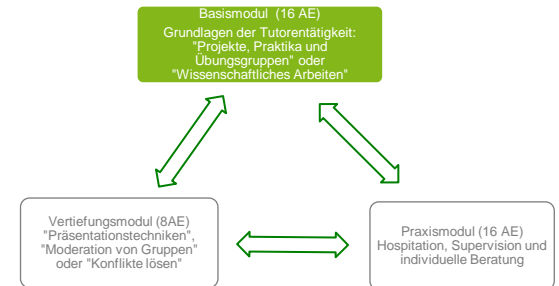 Basismodul (16 AE)
Grundlagen der Tutorentätigkeit:
"Projekte, Praktika und
Übungsgruppen" oder
"Wissenschaftliches Arbeiten"
Vertiefungsmodul (8AE)
"Präsentationstechniken",
"Moderation von Gruppen"
oder "Konflikte lösen"
Praxismodul (16 AE)
Hospitation, Supervision und
individuelle Beratung